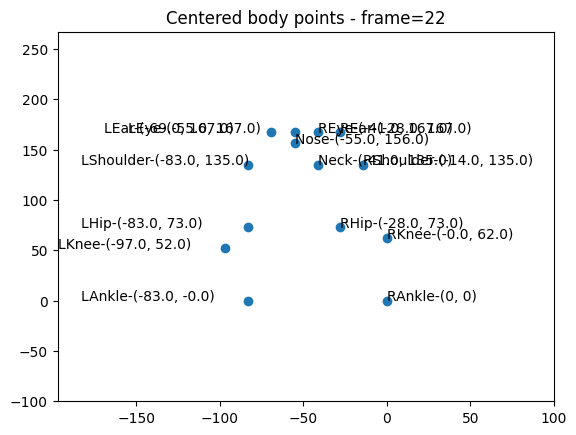 Centered body points - frame=22
250
200
LEar-(-69.0, 167.0)
LEye-(-55.0, 167.0)
REye-(-41.0, 167.0)
REar-(-28.0, 167.0)
Nose-(-55.0, 156.0)
150
LShoulder-(-83.0, 135.0)
Neck-(-41.0, 135.0)
RShoulder-(-14.0, 135.0)
100
LHip-(-83.0, 73.0)
RHip-(-28.0, 73.0)
RKnee-(-0.0, 62.0)
LKnee-(-97.0, 52.0)
50
LAnkle-(-83.0, -0.0)
RAnkle-(0, 0)
0
−50
−100
−150 −100 −50 0 50 100